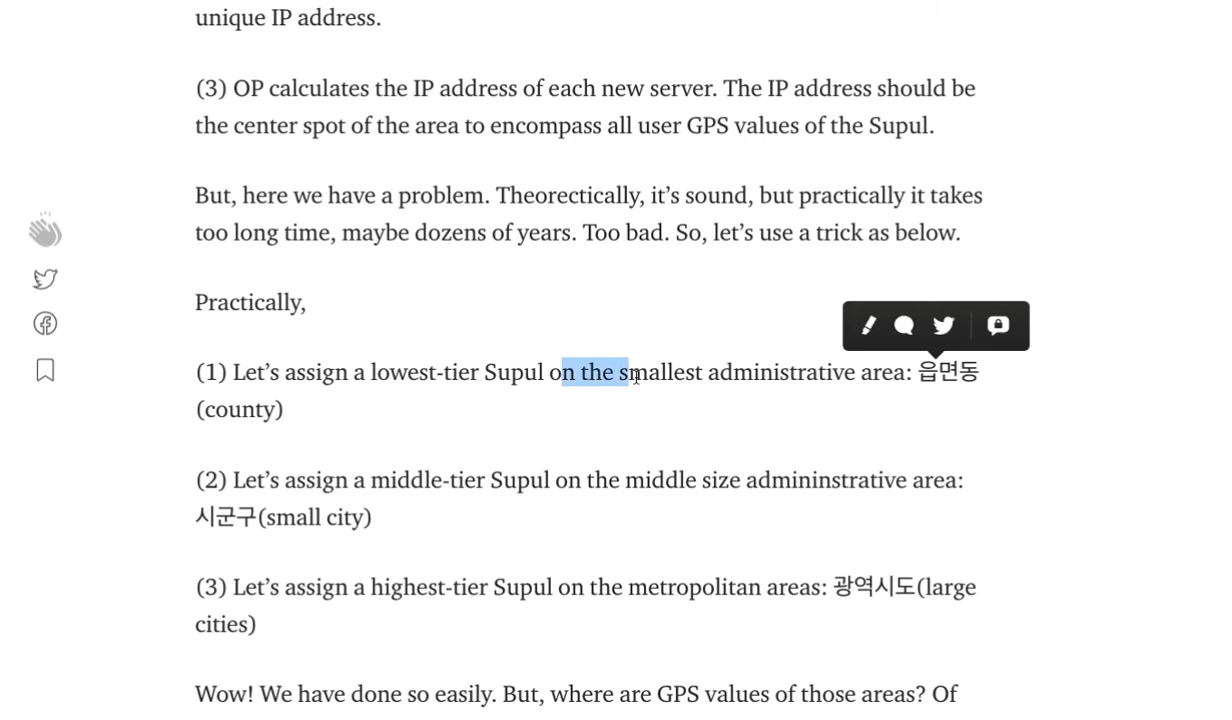 unique IP address.
(3) OP calculates the IP address of each new server. The IP address should be
the center spot of the area to encompass all user GPS values of the Supul.
But, here we have a problem. Theorectically, it’s sound, but practically it takes
too long time, maybe dozens of years. Too bad. So, let’s use a trick as below.
Practically,
(1) Let’s assign a lowest-tier Supul on the smallest administrative area: 읍면동
(county)
(2) Let’s assign a middle-tier Supul on the middle size admininstrative area:
시군구(small city)
(3) Let’s assign a highest-tier Supul on the metropolitan areas: 광역시도(large
cities)
Wow! We have done so easily. But, where are GPS values of those areas? Of